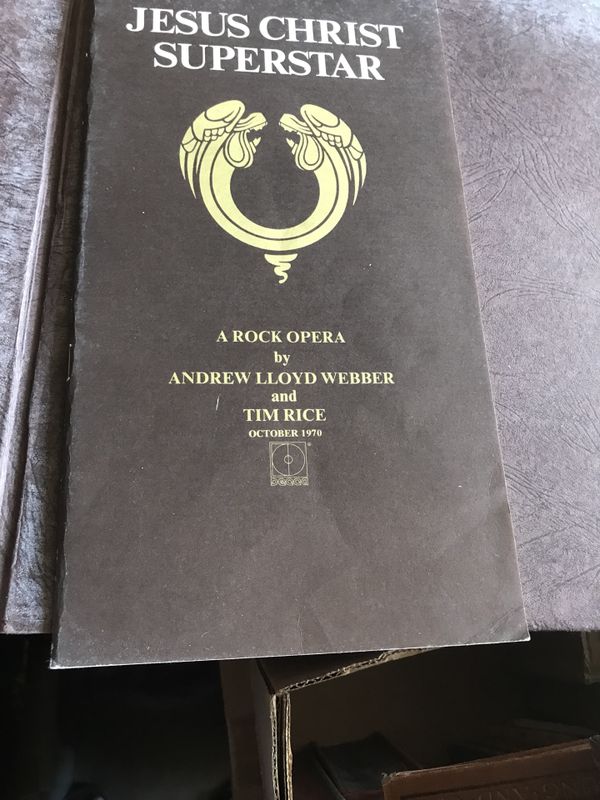 JESUS CHRIST
SUPERSTAR
A ROCK OPERA
by
ANDREW LLOYD WEBBER
and
TIM RICE
OCTOBER 1970
DECCA